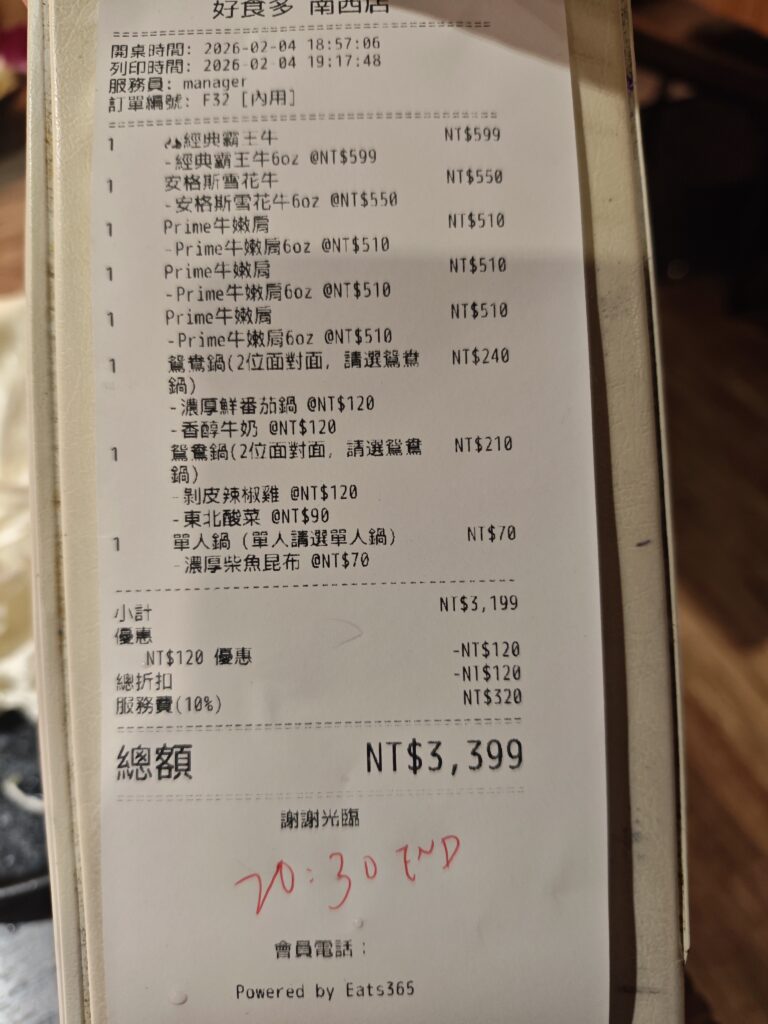 好食多 南西店
開桌時間: 2026-02-04 18:57:06
列印時間: 2026-02-04 19:17:48
服務員: manager
訂單編號: F32 [內用]
1 🌶經典霸王牛 NT$599
-經典霸王牛6oz @NT$599
1 安格斯雪花牛 NT$550
-安格斯雪花牛6oz @NT$550
1 Prime牛嫩肩 NT$510
-Prime牛嫩肩6oz @NT$510
1 Prime牛嫩肩 NT$510
-Prime牛嫩肩6oz @NT$510
1 Prime牛嫩肩 NT$510
-Prime牛嫩肩6oz @NT$510
1 鴛鴦鍋(2位面對面, 請選鴛鴦 NT$240
鍋)
-濃厚鮮番茄鍋 @NT$120
-香醇牛奶 @NT$120
1 鴛鴦鍋(2位面對面, 請選鴛鴦 NT$210
鍋)
-剝皮辣椒雞 @NT$120
-東北酸菜 @NT$90
1 單人鍋 (單人請選單人鍋) NT$70
-濃厚柴魚昆布 @NT$70
小計 NT$3,199
優惠
NT$120 優惠 -NT$120
總折扣 -NT$120
服務費(10%) NT$320
總額 NT$3,399
謝謝光臨
20:30 END
會員電話:
Powered by Eats365